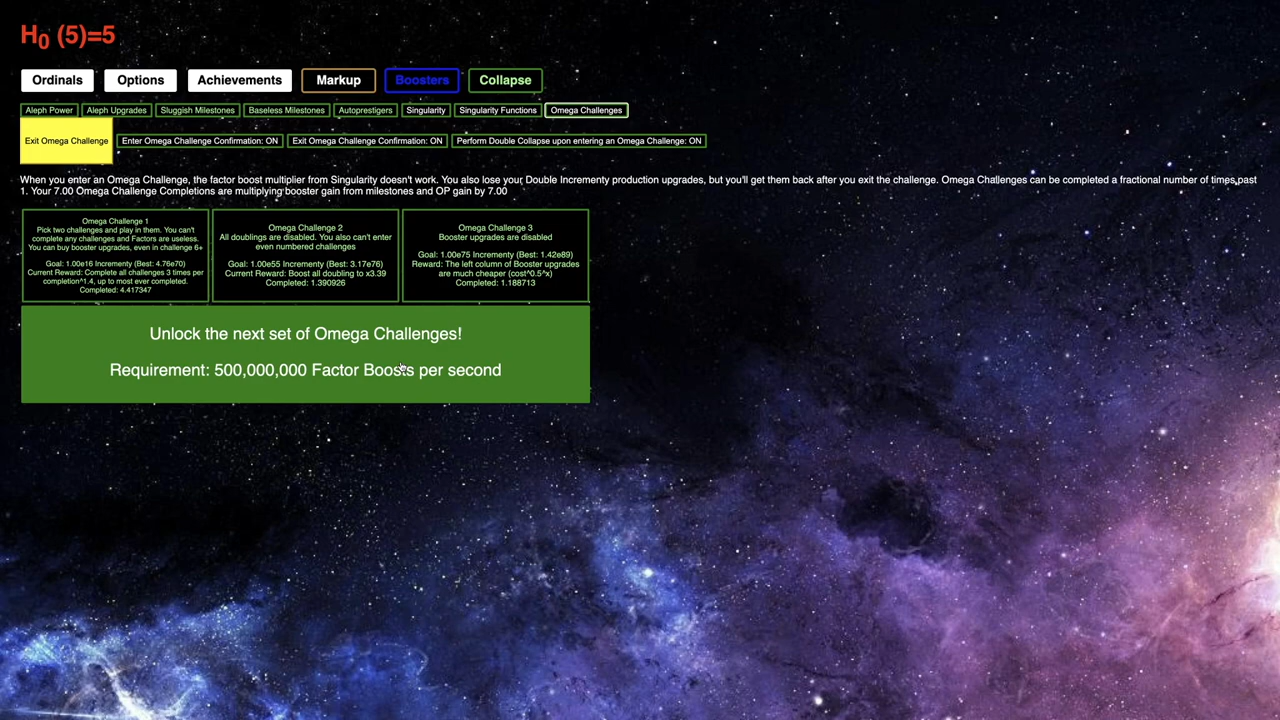 H₀ (5)=5
Ordinals Options Achievements Markup Boosters Collapse
Aleph Power Aleph Upgrades Sluggish Milestones Baseless Milestones Autoprestigers Singularity Singularity Functions Omega Challenges
Exit Omega Challenge Enter Omega Challenge Confirmation: ON Exit Omega Challenge Confirmation: ON Perform Double Collapse upon entering an Omega Challenge: ON
When you enter an Omega Challenge, the factor boost multiplier from Singularity doesn't work. You also lose your Double Incrementy production upgrades, but you'll get them back after you exit the challenge. Omega Challenges can be completed a fractional number of times past
1. Your 7.00 Omega Challenge Completions are multiplying booster gain from milestones and OP gain by 7.00
Omega Challenge 1
Pick two challenges and play in them. You can't
complete any challenges and Factors are useless.
You can buy booster upgrades, even in challenge 6+
Goal: 1.00e16 Incrementy (Best: 4.76e70)
Current Reward: Complete all challenges 3 times per
completion^1.4, up to most ever completed.
Completed: 4.417347
Omega Challenge 2
All doublings are disabled. You also can't enter
even numbered challenges
Goal: 1.00e55 Incrementy (Best: 3.17e76)
Current Reward: Boost all doubling to x3.39
Completed: 1.390926
Omega Challenge 3
Booster upgrades are disabled
Goal: 1.00e75 Incrementy (Best: 1.42e89)
Reward: The left column of Booster upgrades
are much cheaper (cost^0.5^x)
Completed: 1.188713
Unlock the next set of Omega Challenges!
Requirement: 500,000,000 Factor Boosts per second